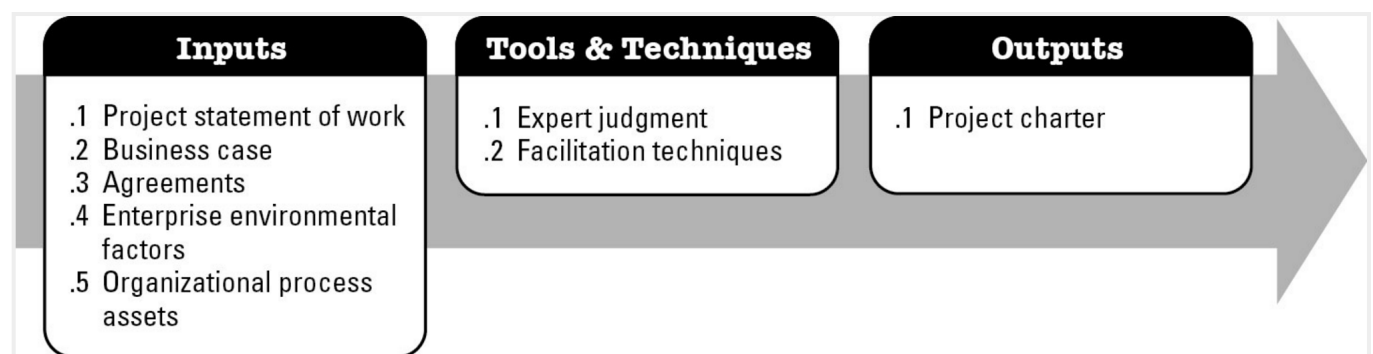 Inputs
.1 Project statement of work
.2 Business case
.3 Agreements
.4 Enterprise environmental
factors
.5 Organizational process
assets
Tools & Techniques
.1 Expert judgment
.2 Facilitation techniques
Outputs
.1 Project charter